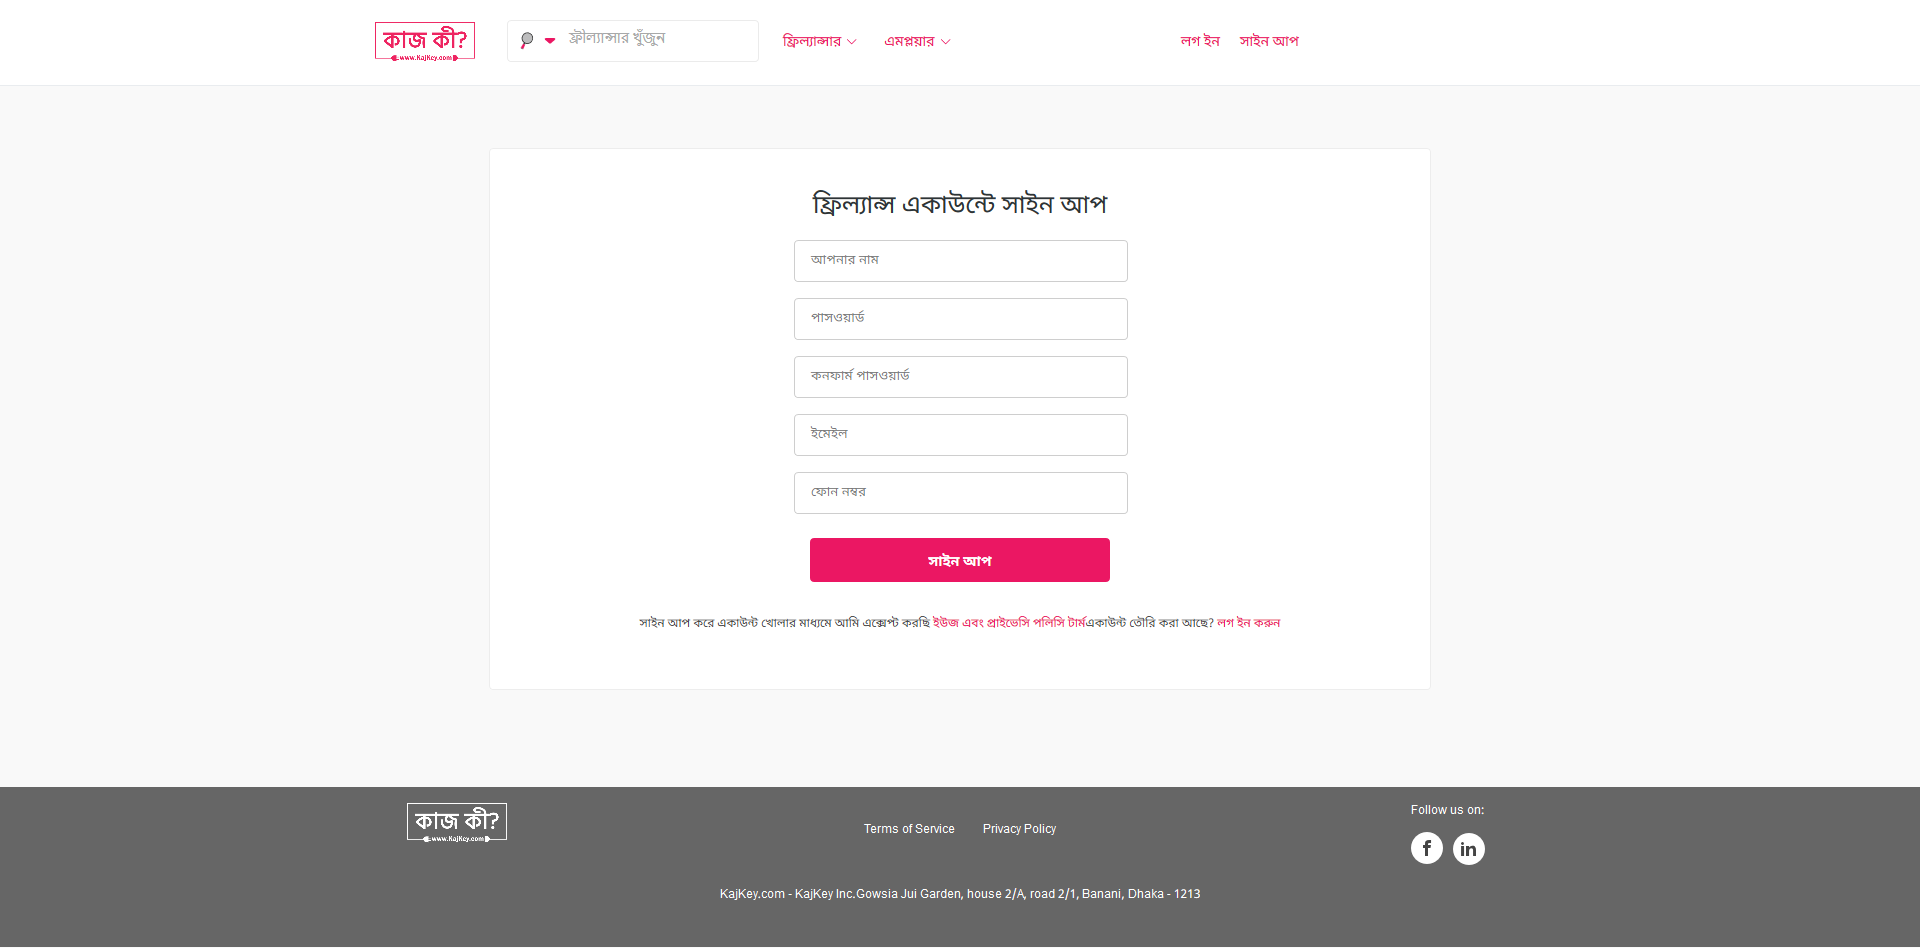 কাজ কী?
www.KajKey.com
ফ্রীল্যান্সার খুঁজুন
ফ্রিল্যান্সার
এমপ্লয়ার
লগ ইন
সাইন আপ
ফ্রিল্যান্স একাউন্টে সাইন আপ
আপনার নাম
পাসওয়ার্ড
কনফার্ম পাসওয়ার্ড
ইমেইল
ফোন নম্বর
সাইন আপ
সাইন আপ করে একাউন্ট খোলার মাধ্যমে আমি এক্সেপ্ট করছি ইউজ এবং প্রাইভেসি পলিসি টার্মএকাউন্ট তৌরি করা আছে? লগ ইন করুন
কাজ কী?
www.KajKey.com
Terms of Service
Privacy Policy
Follow us on:
f
in
KajKey.com - KajKey Inc.Gowsia Jui Garden, house 2/A, road 2/1, Banani, Dhaka - 1213